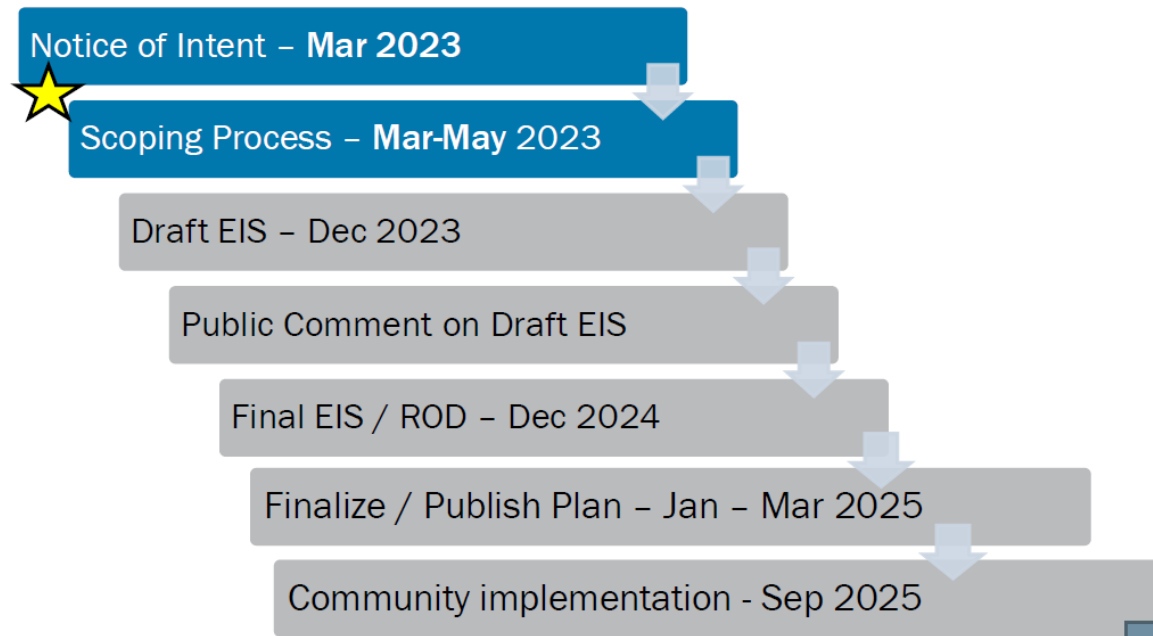 Notice of Intent – Mar 2023
Scoping Process – Mar-May 2023
Draft EIS – Dec 2023
Public Comment on Draft EIS
Final EIS / ROD – Dec 2024
Finalize / Publish Plan – Jan – Mar 2025
Community implementation - Sep 2025